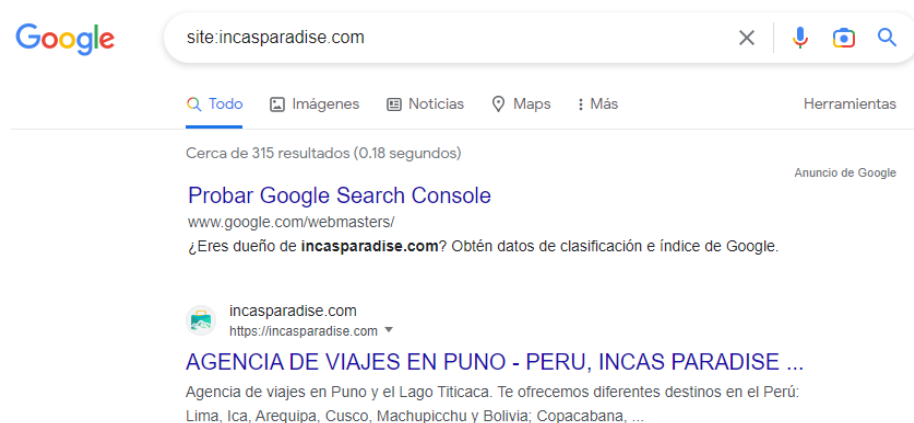 Google
site:incasparadise.com
Todo Imágenes Noticias Maps Más Herramientas
Cerca de 315 resultados (0.18 segundos)
Anuncio de Google
Probar Google Search Console
www.google.com/webmasters/
¿Eres dueño de incasparadise.com? Obtén datos de clasificación e índice de Google.
incasparadise.com
https://incasparadise.com
AGENCIA DE VIAJES EN PUNO - PERU, INCAS PARADISE ...
Agencia de viajes en Puno y el Lago Titicaca. Te ofrecemos diferentes destinos en el Perú:
Lima, Ica, Arequipa, Cusco, Machupicchu y Bolivia; Copacabana, ...